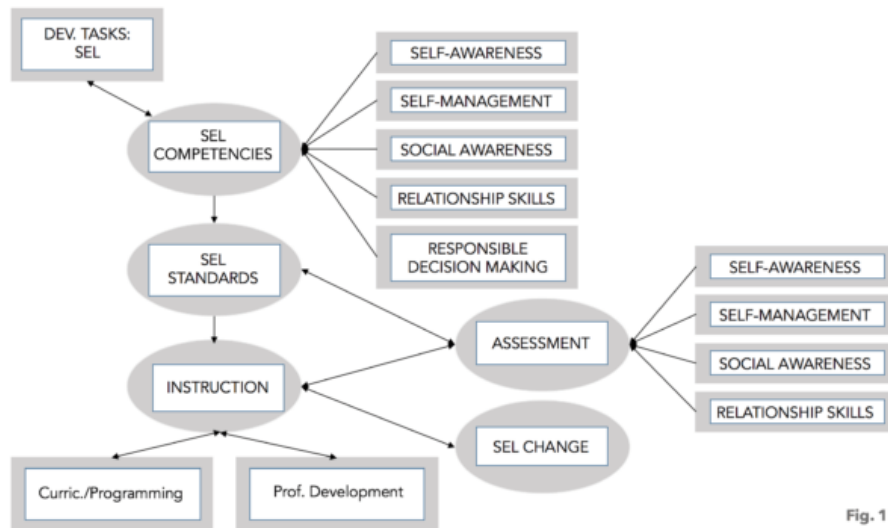 DEV. TASKS:
SEL
SELF-AWARENESS
SELF-MANAGEMENT
SEL
COMPETENCIES
SOCIAL AWARENESS
RELATIONSHIP SKILLS
RESPONSIBLE
DECISION MAKING
SEL
STANDARDS
SELF-AWARENESS
SELF-MANAGEMENT
ASSESSMENT
SOCIAL AWARENESS
INSTRUCTION
RELATIONSHIP SKILLS
SEL CHANGE
Curric./Programming
Prof. Development
Fig. 1